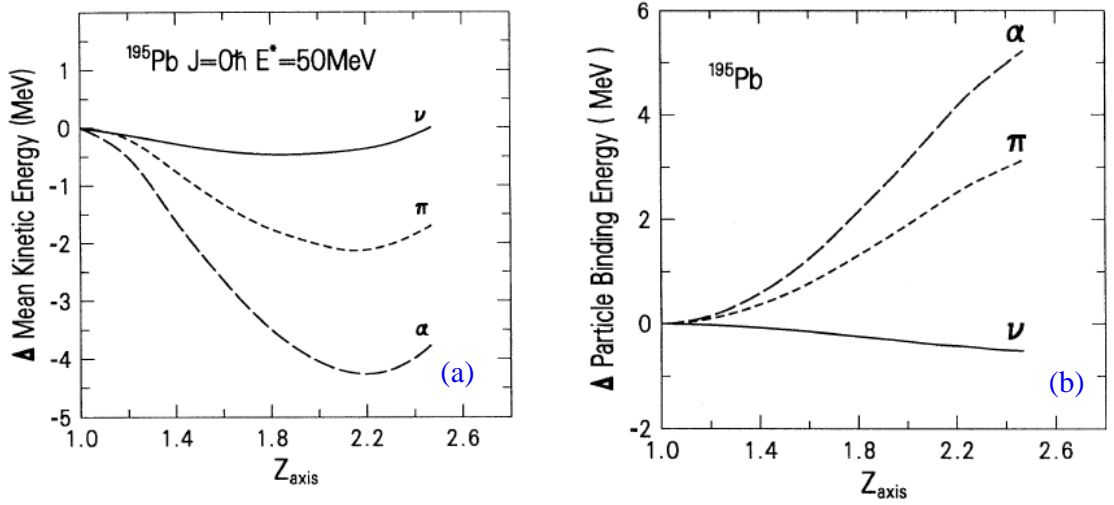 Δ Mean Kinetic Energy (MeV)
1
0
-1
-2
-3
-4
-5
¹⁹⁵Pb J=0ħ E*=50MeV
ν
π
α
(a)
1.0 1.4 1.8 2.2 2.6
Z_axis
Δ Particle Binding Energy ( MeV)
6
4
2
0
-2
¹⁹⁵Pb
α
π
ν
(b)
1.0 1.4 1.8 2.2 2.6
Z_axis